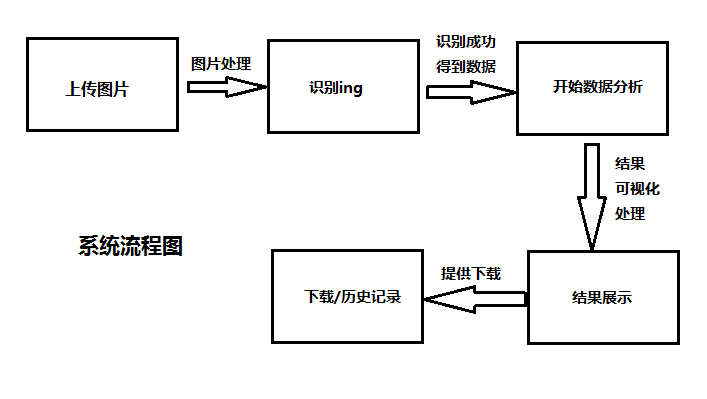 上传图片
图片处理
识别ing
识别成功
得到数据
开始数据分析
结果
可视化
处理
系统流程图
下载/历史记录
提供下载
结果展示